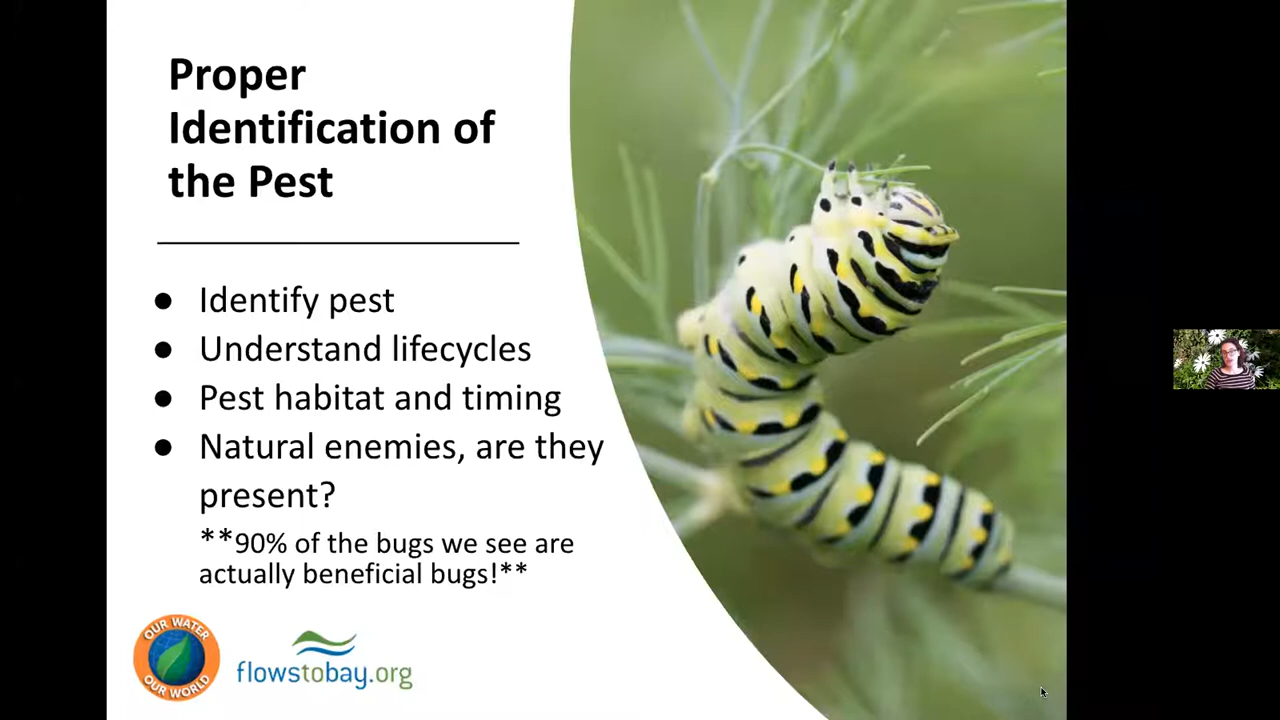 Proper
Identification of
the Pest
● Identify pest
● Understand lifecycles
● Pest habitat and timing
● Natural enemies, are they
present?
**90% of the bugs we see are
actually beneficial bugs!**
OUR WATER
OUR WORLD
flowstobay.org